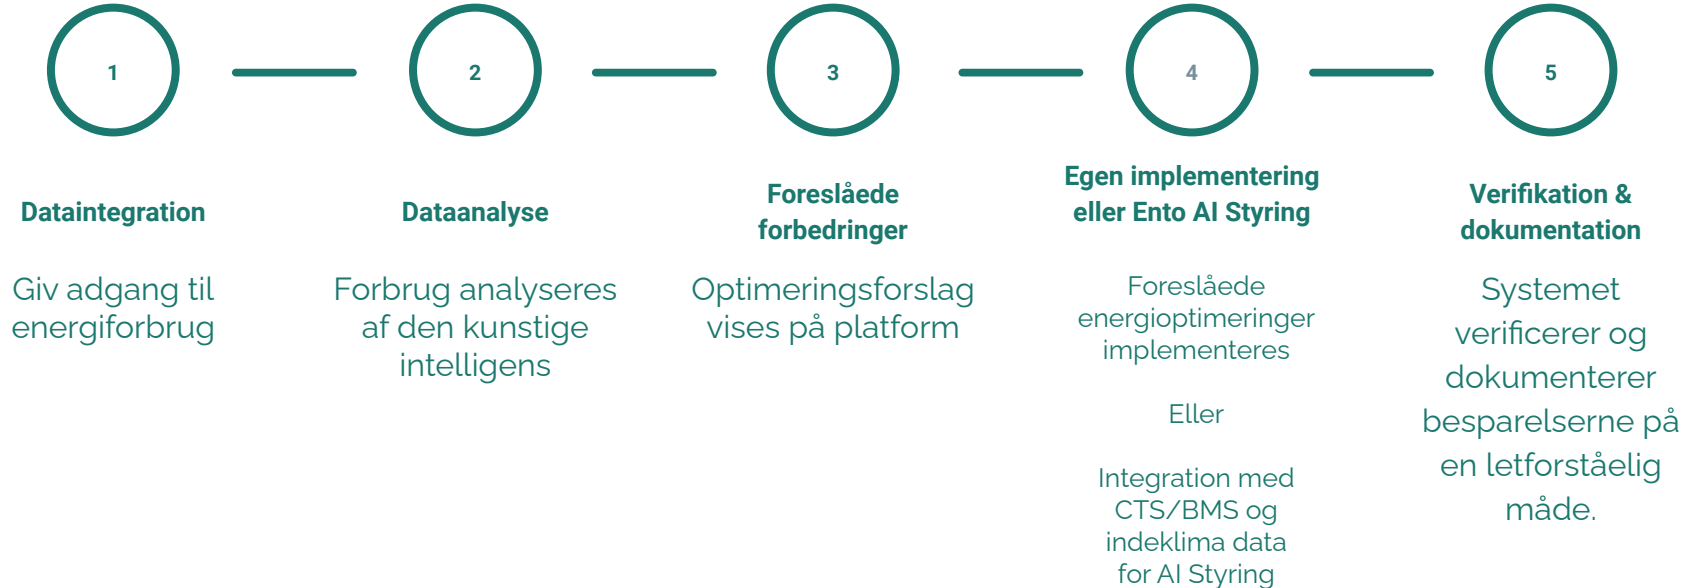 1
Dataintegration
Giv adgang til
energiforbrug
2
Dataanalyse
Forbrug analyseres
af den kunstige
intelligens
3
Foreslåede
forbedringer
Optimeringsforslag
vises på platform
4
Egen implementering
eller Ento AI Styring
Foreslåede
energioptimeringer
implementeres
Eller
Integration med
CTS/BMS og
indeklima data
for AI Styring
5
Verifikation &
dokumentation
Systemet
verificerer og
dokumenterer
besparelserne på
en letforståelig
måde.